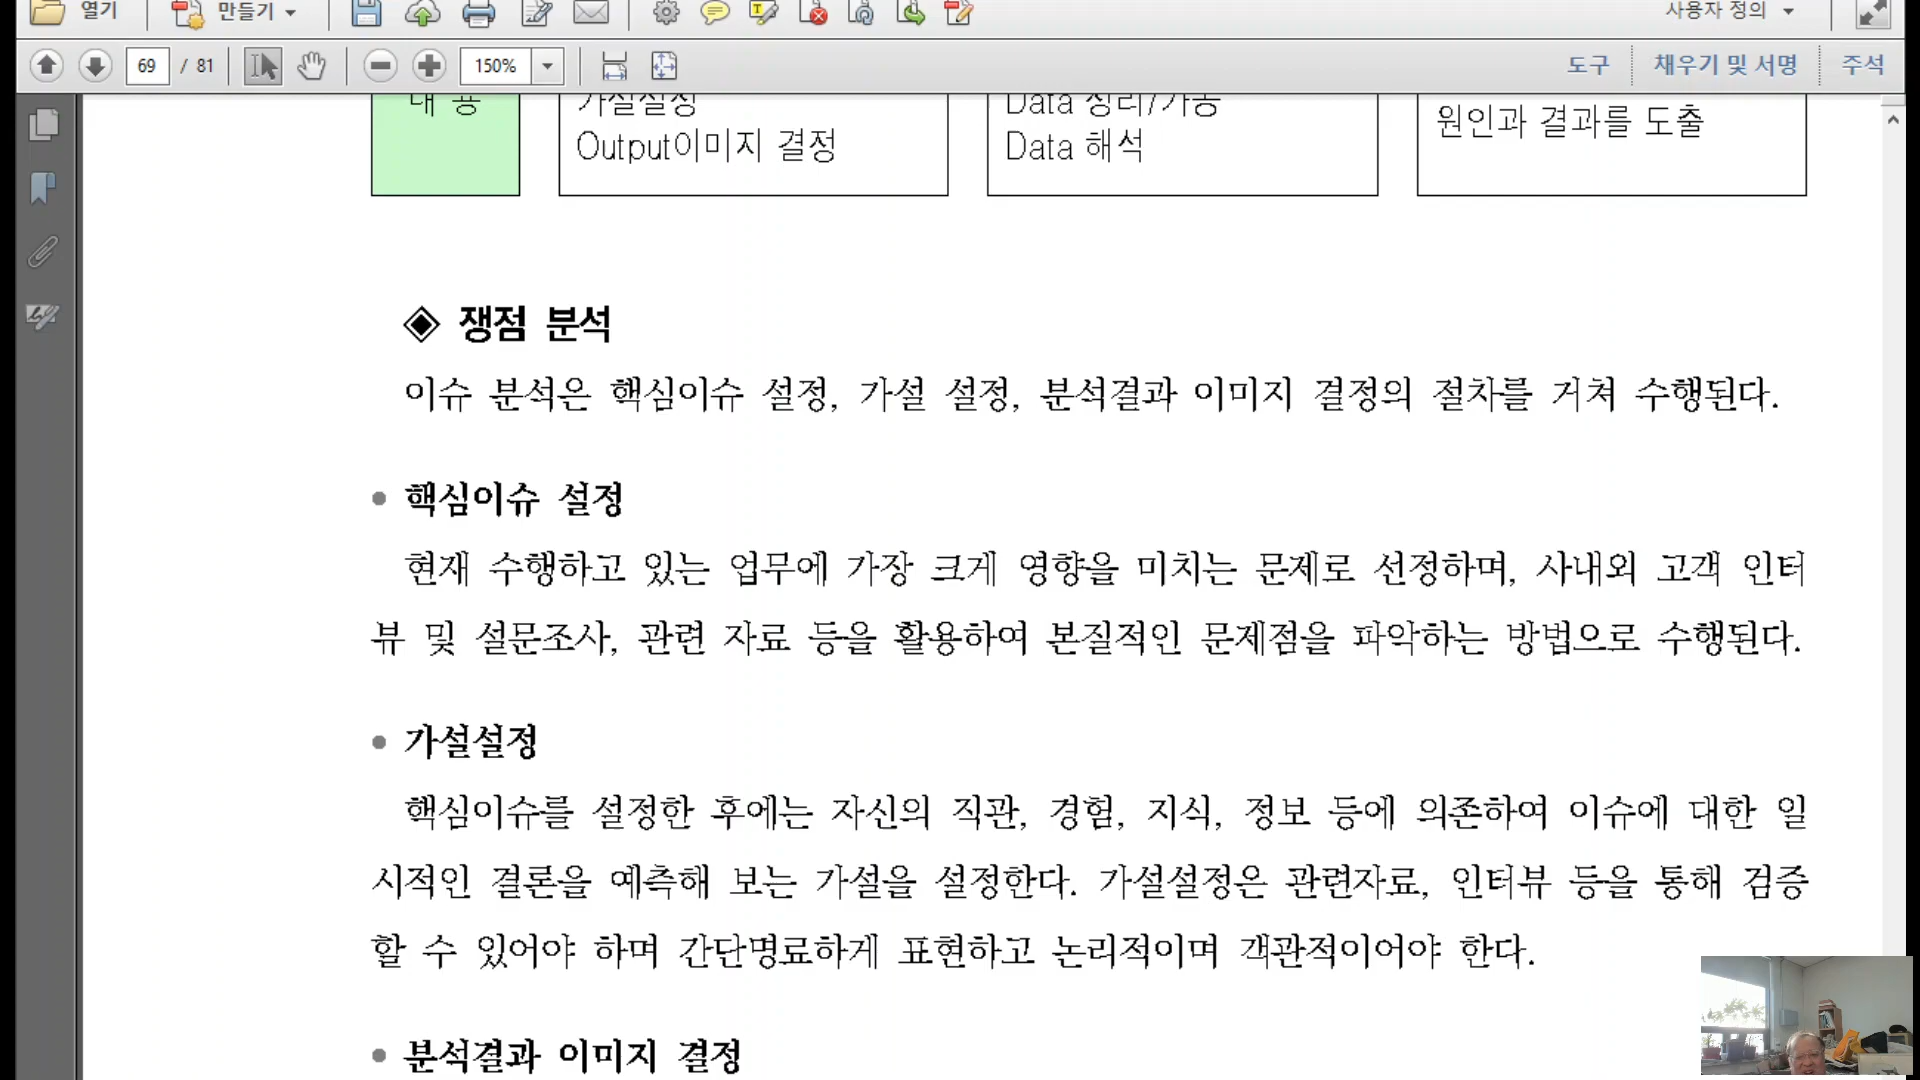 열기
만들기
사용자 정의
69 / 81
150%
도구
채우기 및 서명
주석
내 용
가설설정
Output이미지 결정
Data 정리/가공
Data 해석
원인과 결과를 도출
◈ 쟁점 분석
이슈 분석은 핵심이슈 설정, 가설 설정, 분석결과 이미지 결정의 절차를 거쳐 수행된다.
• 핵심이슈 설정
현재 수행하고 있는 업무에 가장 크게 영향을 미치는 문제로 선정하며, 사내외 고객 인터
뷰 및 설문조사, 관련 자료 등을 활용하여 본질적인 문제점을 파악하는 방법으로 수행된다.
• 가설설정
핵심이슈를 설정한 후에는 자신의 직관, 경험, 지식, 정보 등에 의존하여 이슈에 대한 일
시적인 결론을 예측해 보는 가설을 설정한다. 가설설정은 관련자료, 인터뷰 등을 통해 검증
할 수 있어야 하며 간단명료하게 표현하고 논리적이며 객관적이어야 한다.
• 분석결과 이미지 결정